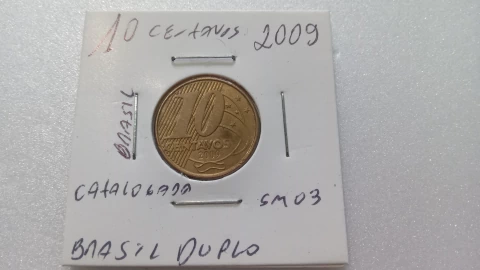 10 CENTAVOS 2009
BRASIL
10
CENTAVOS
CATALOGADA SM03
BRASIL DUPLO